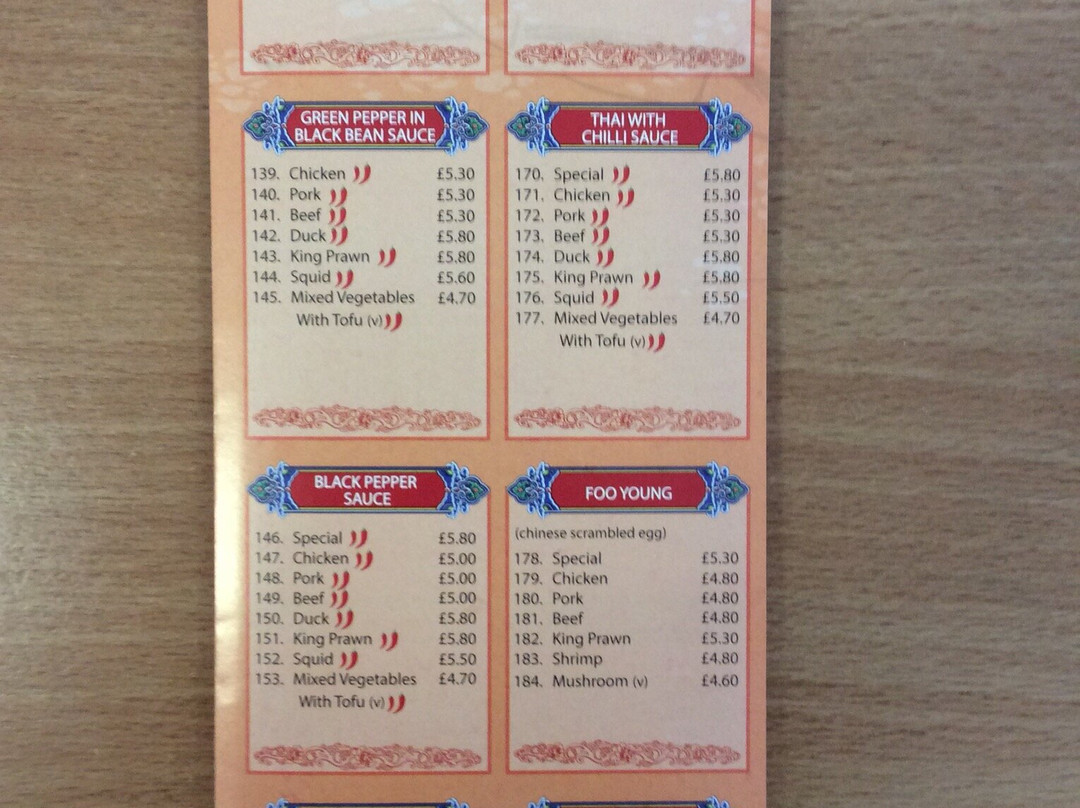 GREEN PEPPER IN
BLACK BEAN SAUCE
139. Chicken £5.30
140. Pork £5.30
141. Beef £5.30
142. Duck £5.80
143. King Prawn £5.80
144. Squid £5.60
145. Mixed Vegetables £4.70
With Tofu (v)
THAI WITH
CHILLI SAUCE
170. Special £5.80
171. Chicken £5.30
172. Pork £5.30
173. Beef £5.30
174. Duck £5.80
175. King Prawn £5.80
176. Squid £5.50
177. Mixed Vegetables £4.70
With Tofu (v)
BLACK PEPPER
SAUCE
146. Special £5.80
147. Chicken £5.00
148. Pork £5.00
149. Beef £5.00
150. Duck £5.80
151. King Prawn £5.80
152. Squid £5.50
153. Mixed Vegetables £4.70
With Tofu (v)
FOO YOUNG
(chinese scrambled egg)
178. Special £5.30
179. Chicken £4.80
180. Pork £4.80
181. Beef £4.80
182. King Prawn £5.30
183. Shrimp £4.80
184. Mushroom (v) £4.60